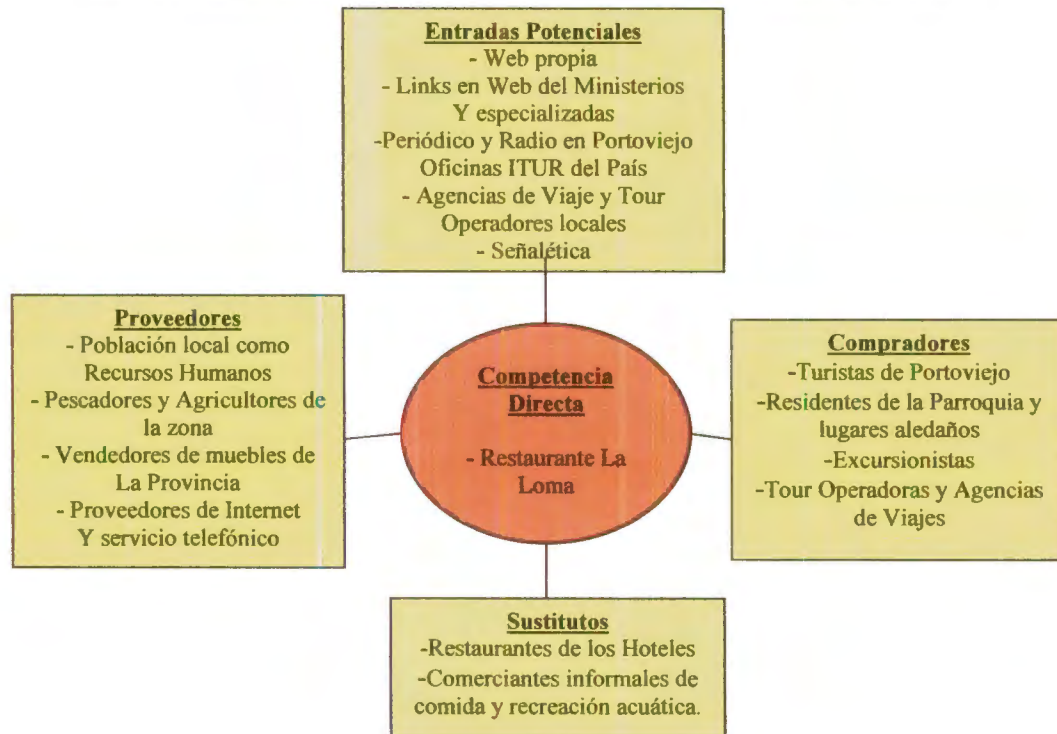 Entradas Potenciales
- Web propia
- Links en Web del Ministerios
Y especializadas
-Periódico y Radio en Portoviejo
Oficinas ITUR del País
- Agencias de Viaje y Tour
Operadores locales
- Señalética
Proveedores
- Población local como
Recursos Humanos
- Pescadores y Agricultores de
la zona
- Vendedores de muebles de
La Provincia
- Proveedores de Internet
Y servicio telefónico
Competencia
Directa
- Restaurante La
Loma
Compradores
-Turistas de Portoviejo
-Residentes de la Parroquia y
lugares aledaños
-Excursionistas
-Tour Operadoras y Agencias
de Viajes
Sustitutos
-Restaurantes de los Hoteles
-Comerciantes informales de
comida y recreación acuática.